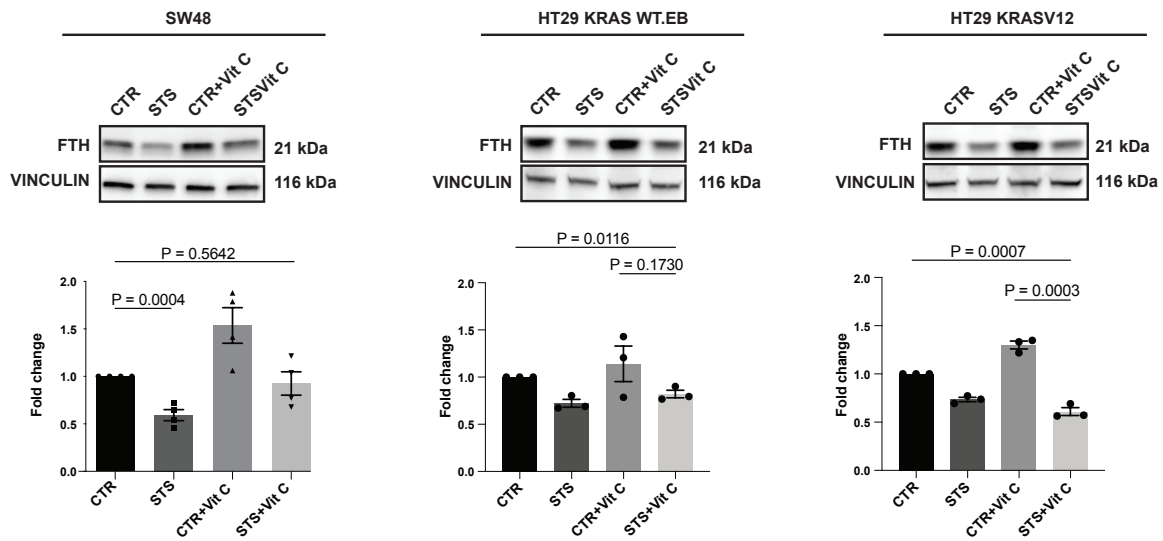 SW48
CTR STS CTR+Vit C STSVit C
FTH 21 kDa
VINCULIN 116 kDa
P = 0.5642
P = 0.0004
Fold change
2.0
1.5
1.0
0.5
0.0
CTR STS CTR+Vit C STS+Vit C
HT29 KRAS WT.EB
CTR STS CTR+Vit C STSVit C
FTH 21 kDa
VINCULIN 116 kDa
P = 0.0116
P = 0.1730
Fold change
2.0
1.5
1.0
0.5
0.0
CTR STS CTR+Vit C STS+Vit C
HT29 KRASV12
CTR STS CTR+Vit C STSVit C
FTH 21 kDa
VINCULIN 116 kDa
P = 0.0007
P = 0.0003
Fold change
2.0
1.5
1.0
0.5
0.0
CTR STS CTR+Vit C STS+Vit C